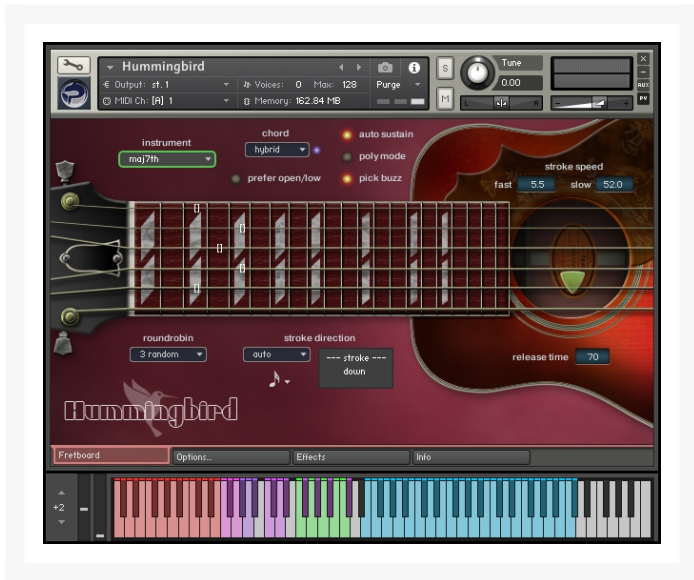 Hummingbird
Output: st.1 Voices: 0 Max: 128 Purge
MIDI Ch: [A] 1 Memory: 162.84 MB
S
M
Tune
0.00
L R
- +
×
-
AUX
PV
instrument
maj7th
chord
hybrid
auto sustain
poly mode
prefer open/low
pick buzz
stroke speed
fast 5.5 slow 52.0
[]
[]
[]
[]
[]
roundrobin
3 random
stroke direction
auto
--- stroke ---
down
release time 70
Hummingbird
Fretboard Options... Effects Info
+2